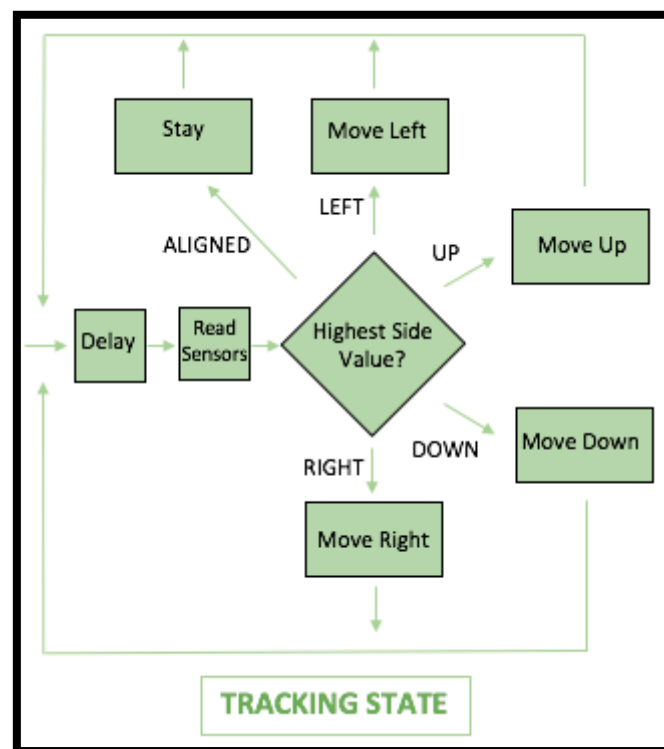 Stay
Move Left
LEFT
ALIGNED
UP
Move Up
Delay
Read
Sensors
Highest Side
Value?
DOWN
Move Down
RIGHT
Move Right
TRACKING STATE